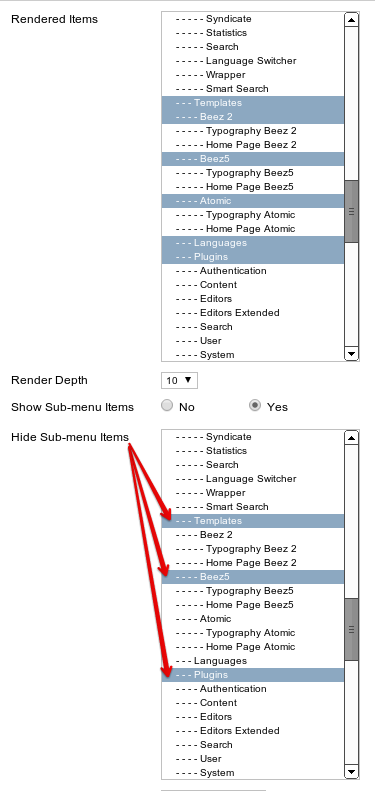 Rendered Items
- - - - - Syndicate
- - - - - Statistics
- - - - - Search
- - - - - Language Switcher
- - - - - Wrapper
- - - - - Smart Search
- - - Templates
- - - - Beez 2
- - - - - Typography Beez 2
- - - - - Home Page Beez 2
- - - - Beez5
- - - - - Typography Beez5
- - - - - Home Page Beez5
- - - - Atomic
- - - - - Typography Atomic
- - - - - Home Page Atomic
- - - Languages
- - - Plugins
- - - - Authentication
- - - - Content
- - - - Editors
- - - - Editors Extended
- - - - Search
- - - - User
- - - - System
Render Depth 10
Show Sub-menu Items No Yes
Hide Sub-menu Items
- - - - - Syndicate
- - - - - Statistics
- - - - - Search
- - - - - Language Switcher
- - - - - Wrapper
- - - - - Smart Search
- - - Templates
- - - - Beez 2
- - - - - Typography Beez 2
- - - - - Home Page Beez 2
- - - - Beez5
- - - - - Typography Beez5
- - - - - Home Page Beez5
- - - - Atomic
- - - - - Typography Atomic
- - - - - Home Page Atomic
- - - Languages
- - - Plugins
- - - - Authentication
- - - - Content
- - - - Editors
- - - - Editors Extended
- - - - Search
- - - - User
- - - - System